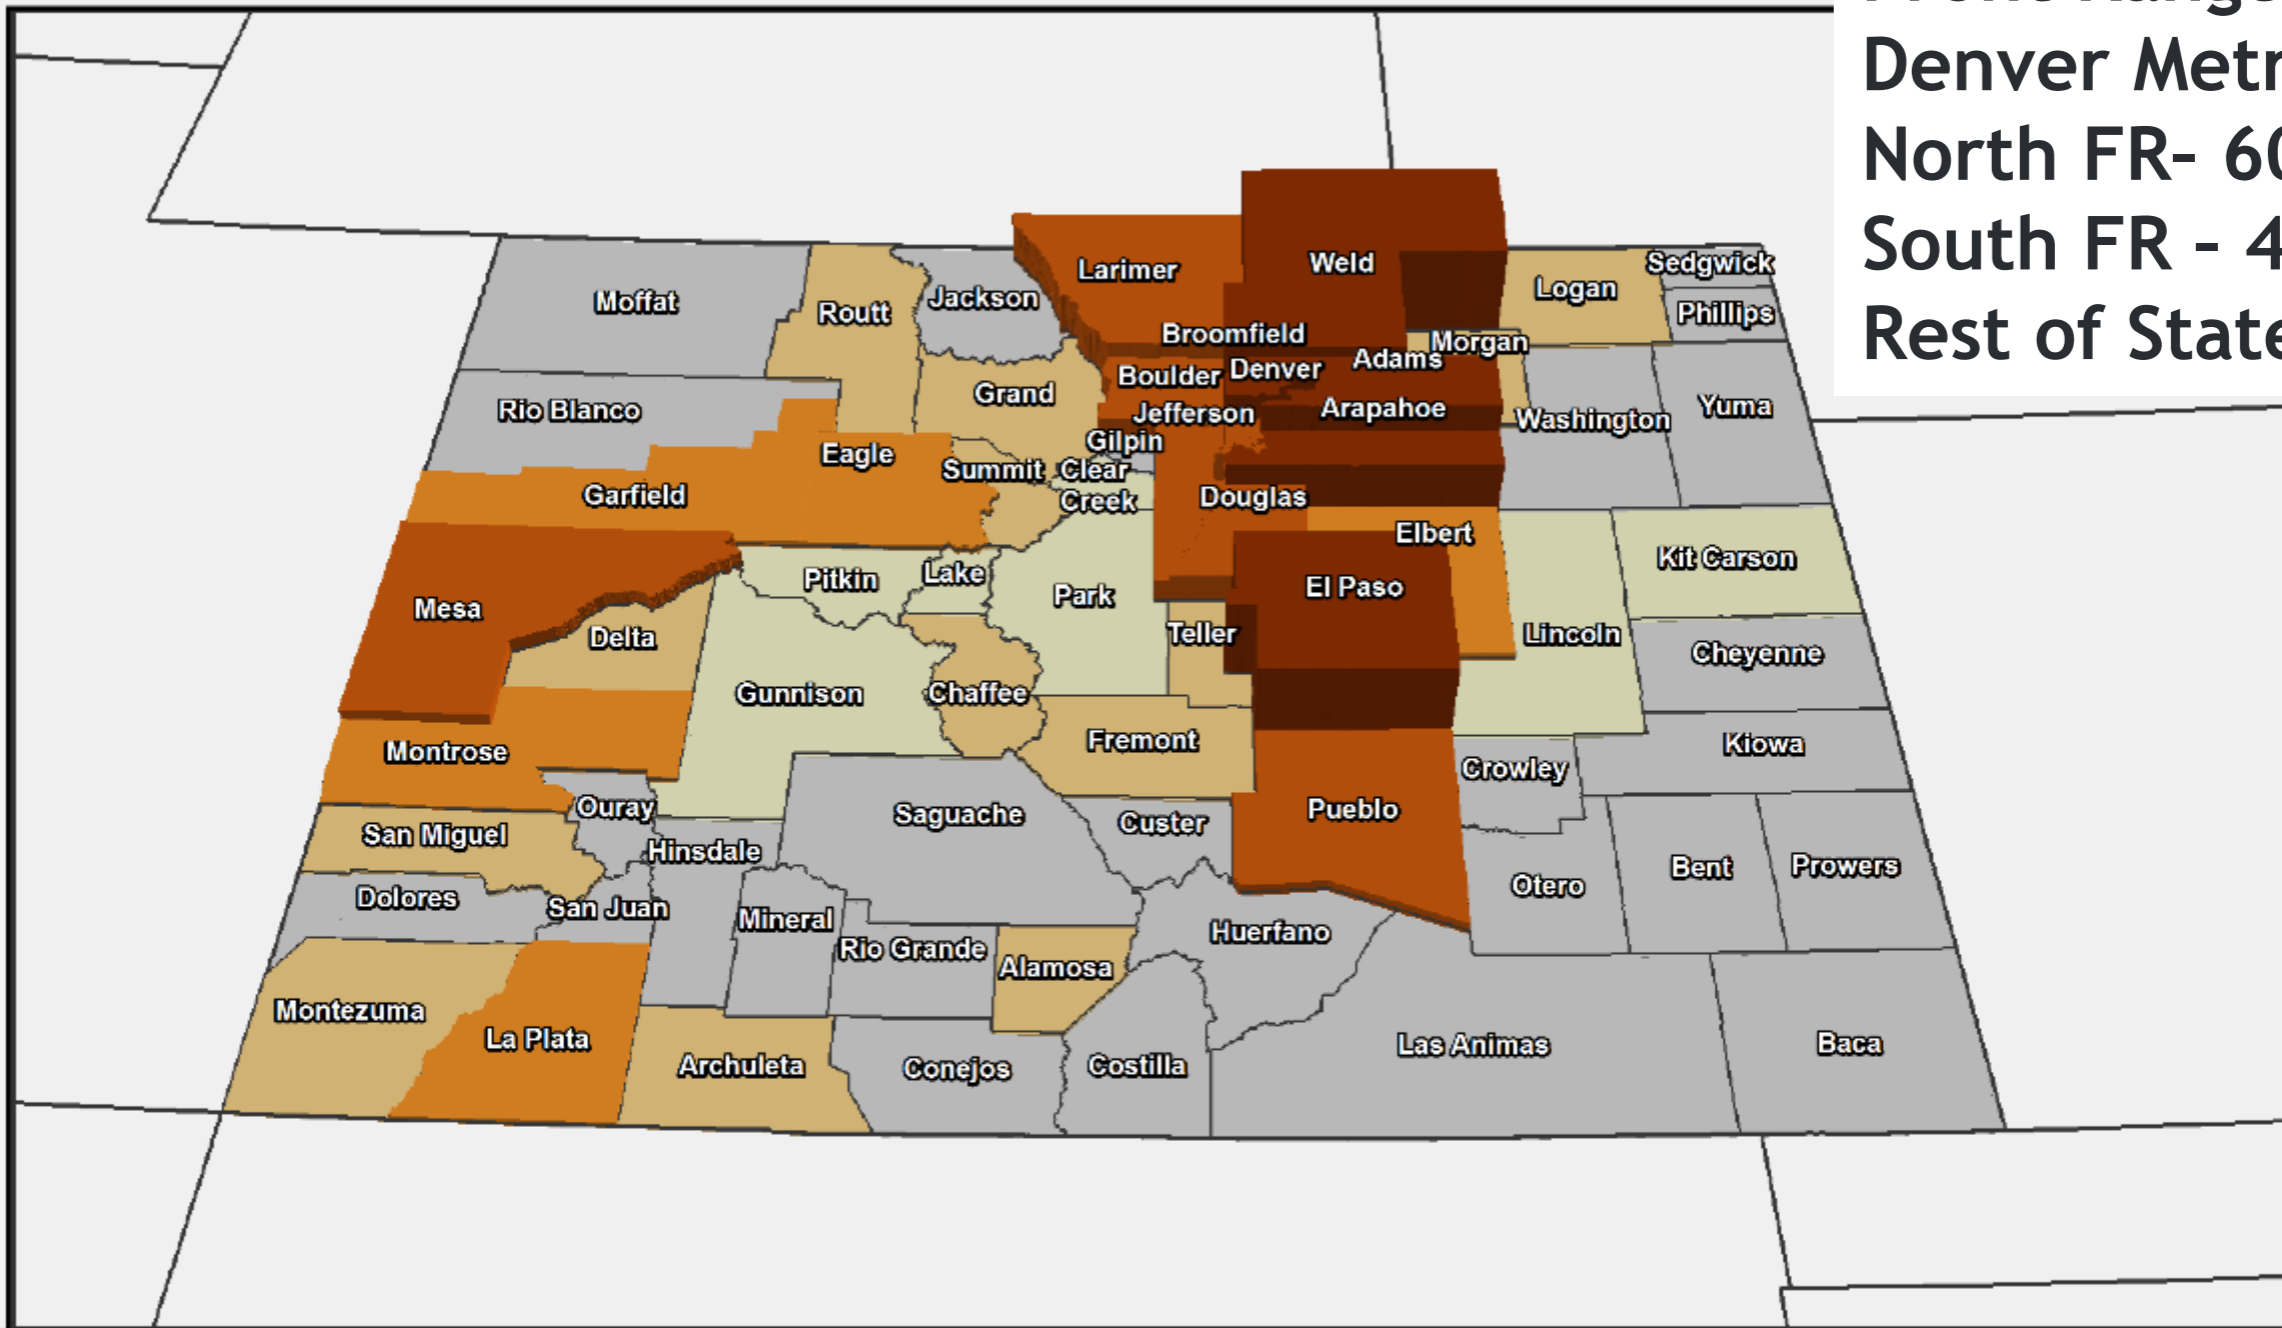 Denver Metr
North FR- 60
South FR - 4
Rest of State
Larimer
Weld
Sedgwick
Moffat
Routt
Jackson
Logan
Phillips
Broomfield
Morgan
Boulder
Denver
Adams
Grand
Rio Blanco
Jefferson
Arapahoe
Washington
Yuma
Gilpin
Eagle
Summit
Clear
Creek
Garfield
Douglas
Elbert
Kit Carson
Pitkin
Lake
Park
El Paso
Mesa
Delta
Teller
Lincoln
Cheyenne
Gunnison
Chaffee
Montrose
Fremont
Kiowa
Crowley
Ouray
San Miguel
Saguache
Custer
Pueblo
Hinsdale
Dolores
San Juan
Mineral
Otero
Bent
Prowers
Rio Grande
Huerfano
Alamosa
Montezuma
La Plata
Archuleta
Conejos
Costilla
Las Animas
Baca